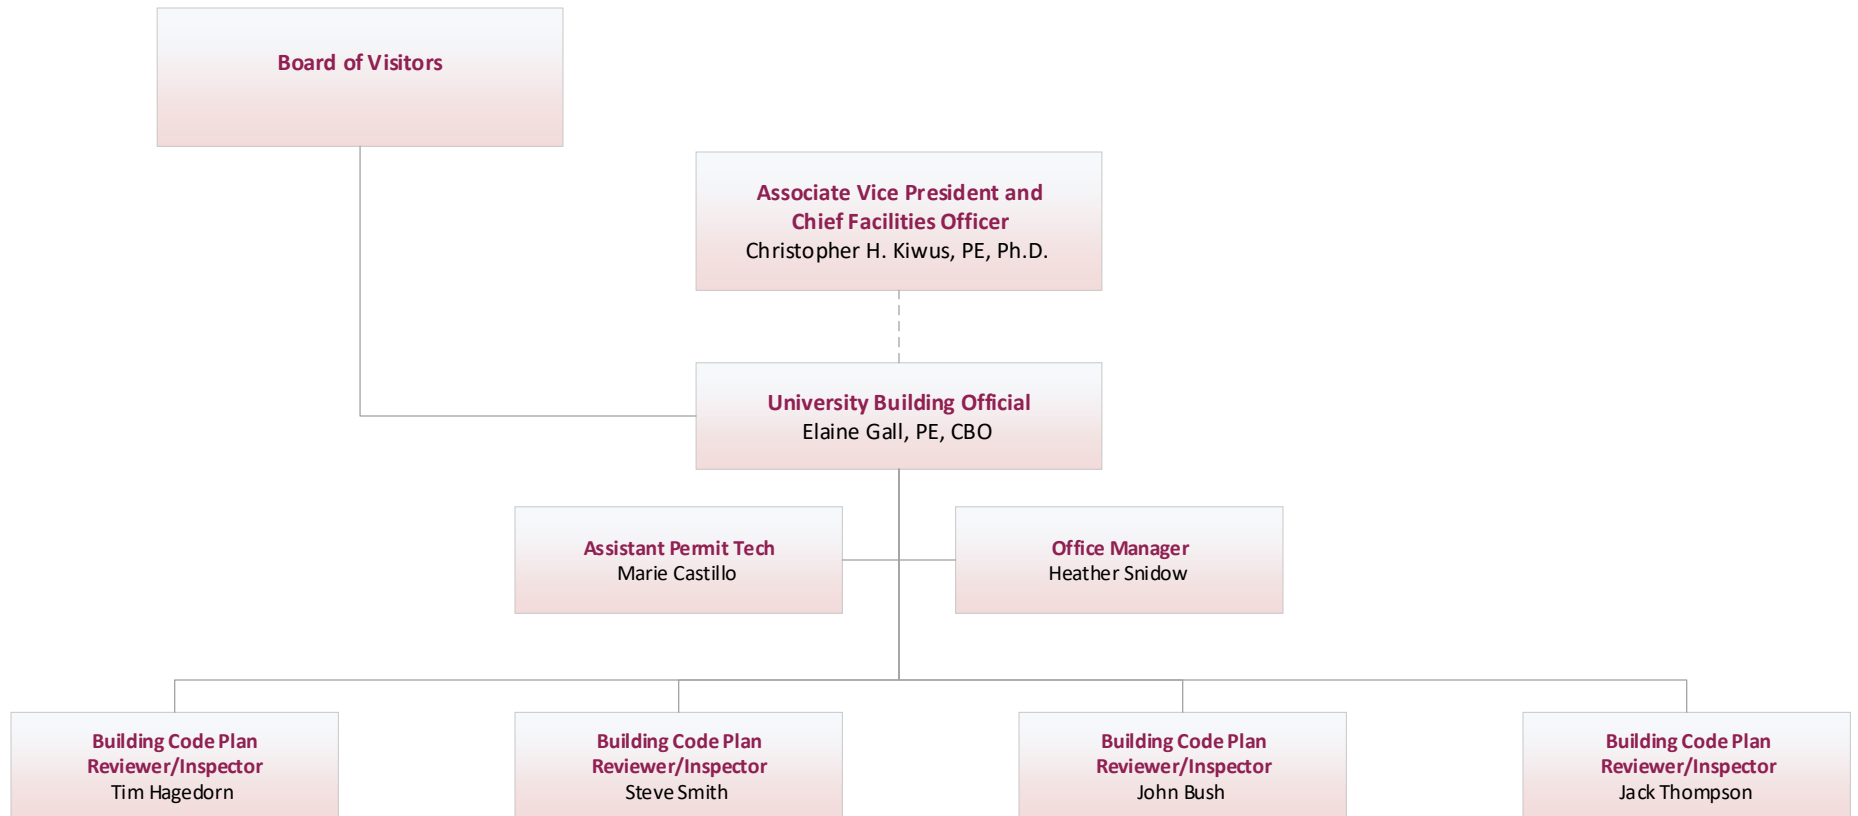 Board of Visitors
Associate Vice President and
Chief Facilities Officer
Christopher H. Kiwus, PE, Ph.D.
University Building Official
Elaine Gall, PE, CBO
Assistant Permit Tech
Marie Castillo
Office Manager
Heather Snidow
Building Code Plan
Reviewer/Inspector
Tim Hagedorn
Building Code Plan
Reviewer/Inspector
Steve Smith
Building Code Plan
Reviewer/Inspector
John Bush
Building Code Plan
Reviewer/Inspector
Jack Thompson